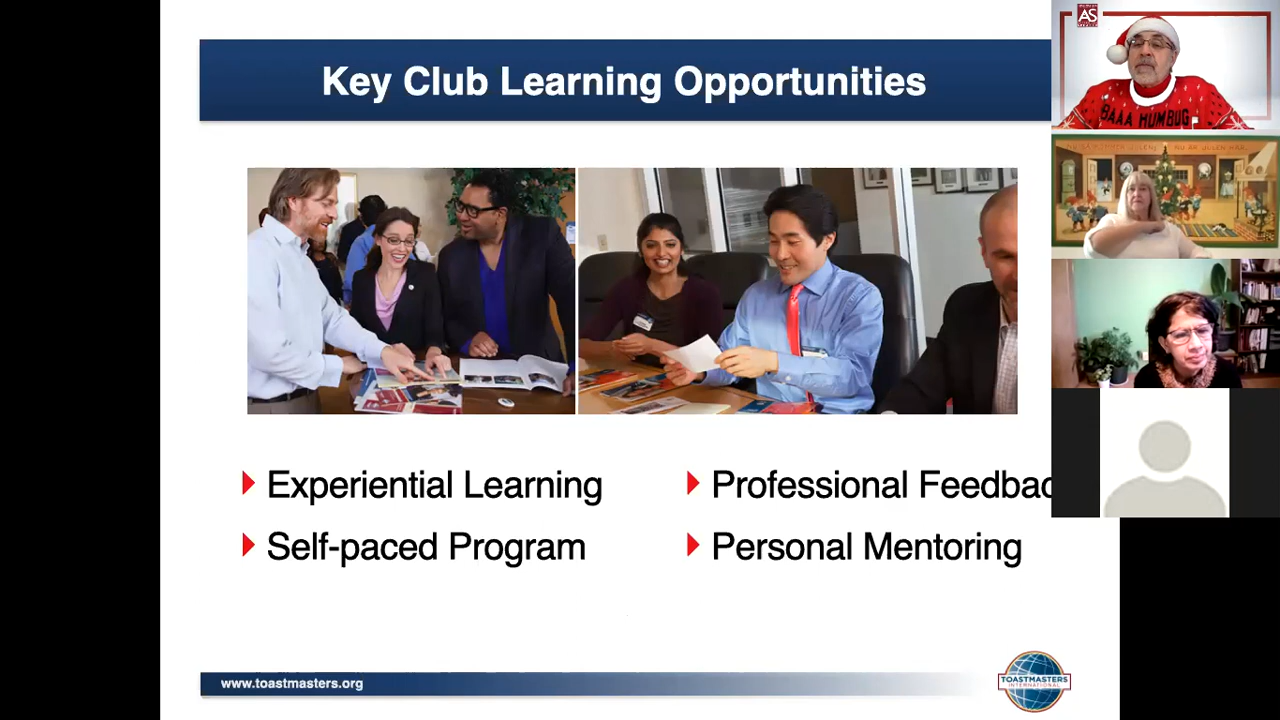 Key Club Learning Opportunities
AS
BAAA HUMBUG
Experiential Learning
Professional Feedbac
Self-paced Program
Personal Mentoring
www.toastmasters.org
TOASTMASTERS
INTERNATIONAL